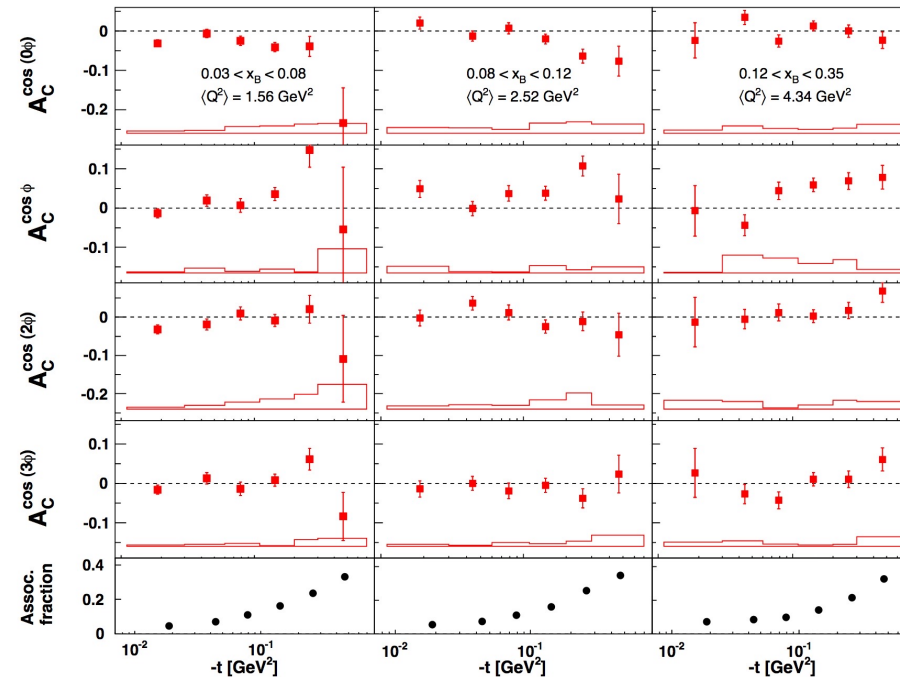 A_C^cos (0ϕ)
0
-0.1
-0.2
0.03 < x_B < 0.08
⟨Q²⟩ = 1.56 GeV²
0.08 < x_B < 0.12
⟨Q²⟩ = 2.52 GeV²
0.12 < x_B < 0.35
⟨Q²⟩ = 4.34 GeV²
A_C^cos ϕ
0.1
0
-0.1
A_C^cos (2ϕ)
0
-0.1
-0.2
A_C^cos (3ϕ)
0.1
0
-0.1
Assoc.
fraction
0.4
0.2
0
10⁻² 10⁻¹ 10⁻² 10⁻¹ 10⁻² 10⁻¹
-t [GeV²] -t [GeV²] -t [GeV²]